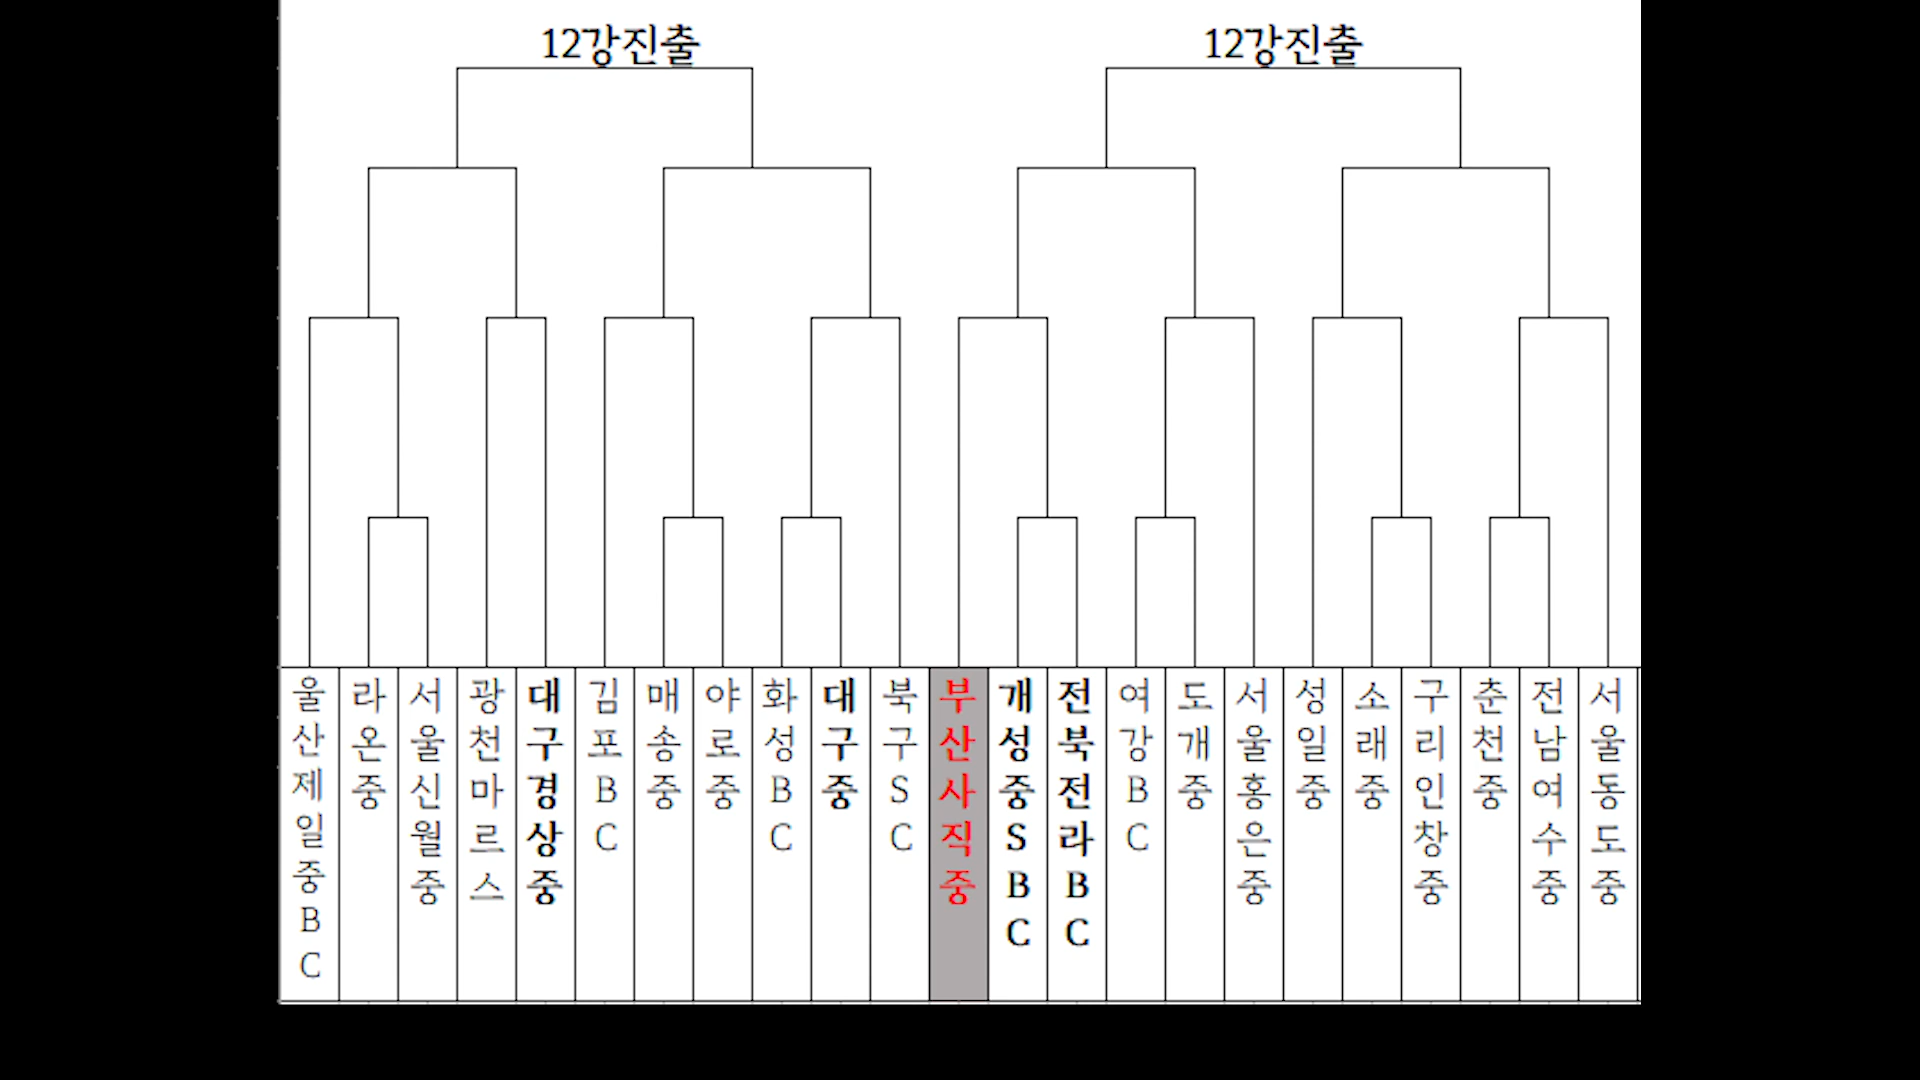 12강진출
12강진출
울산제일중BC
라온중
서울신월중
광천마르스
대구경상중
김포BC
매송중
야로중
화성BC
대구중
북구SC
부산사직중
개성중SBC
전북전라BC
여강BC
도개중
서울홍은중
성일중
소래중
구리인창중
춘천중
전남여수중
서울동도중